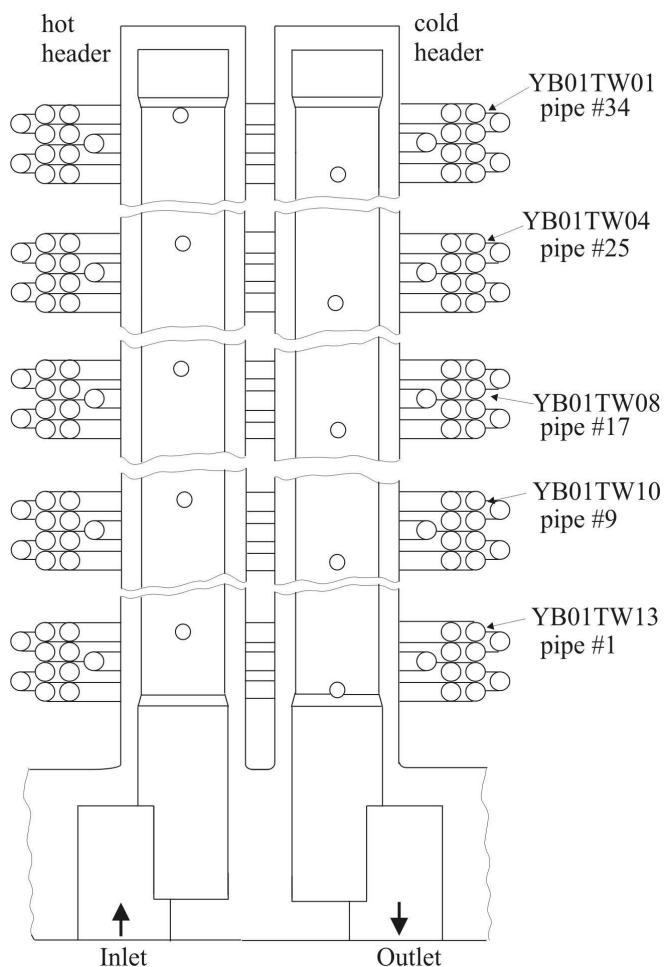 hot
header
cold
header
YB01TW01
pipe #34
YB01TW04
pipe #25
YB01TW08
pipe #17
YB01TW10
pipe #9
YB01TW13
pipe #1
Inlet
Outlet